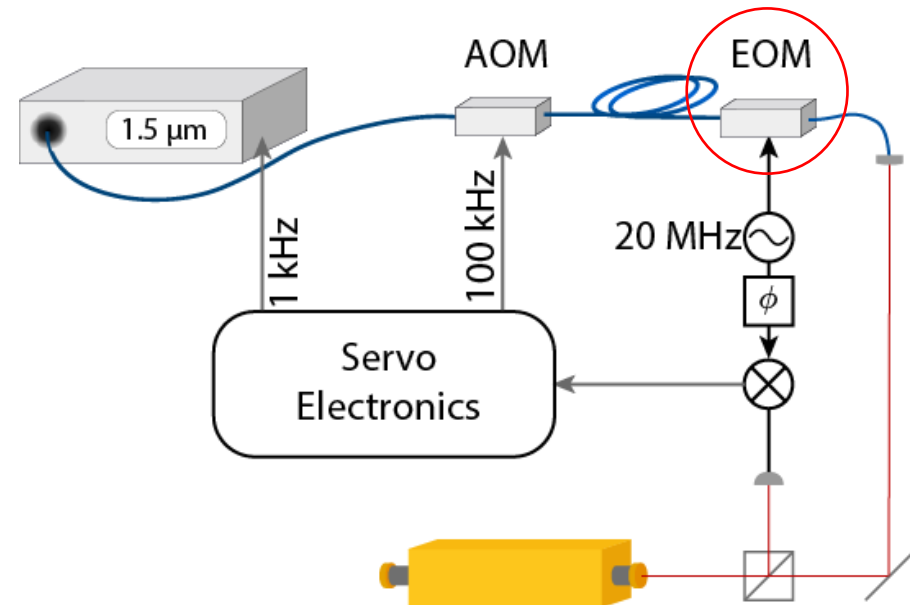 AOM
EOM
1.5 µm
1 kHz
100 kHz
20 MHz
ϕ
Servo
Electronics